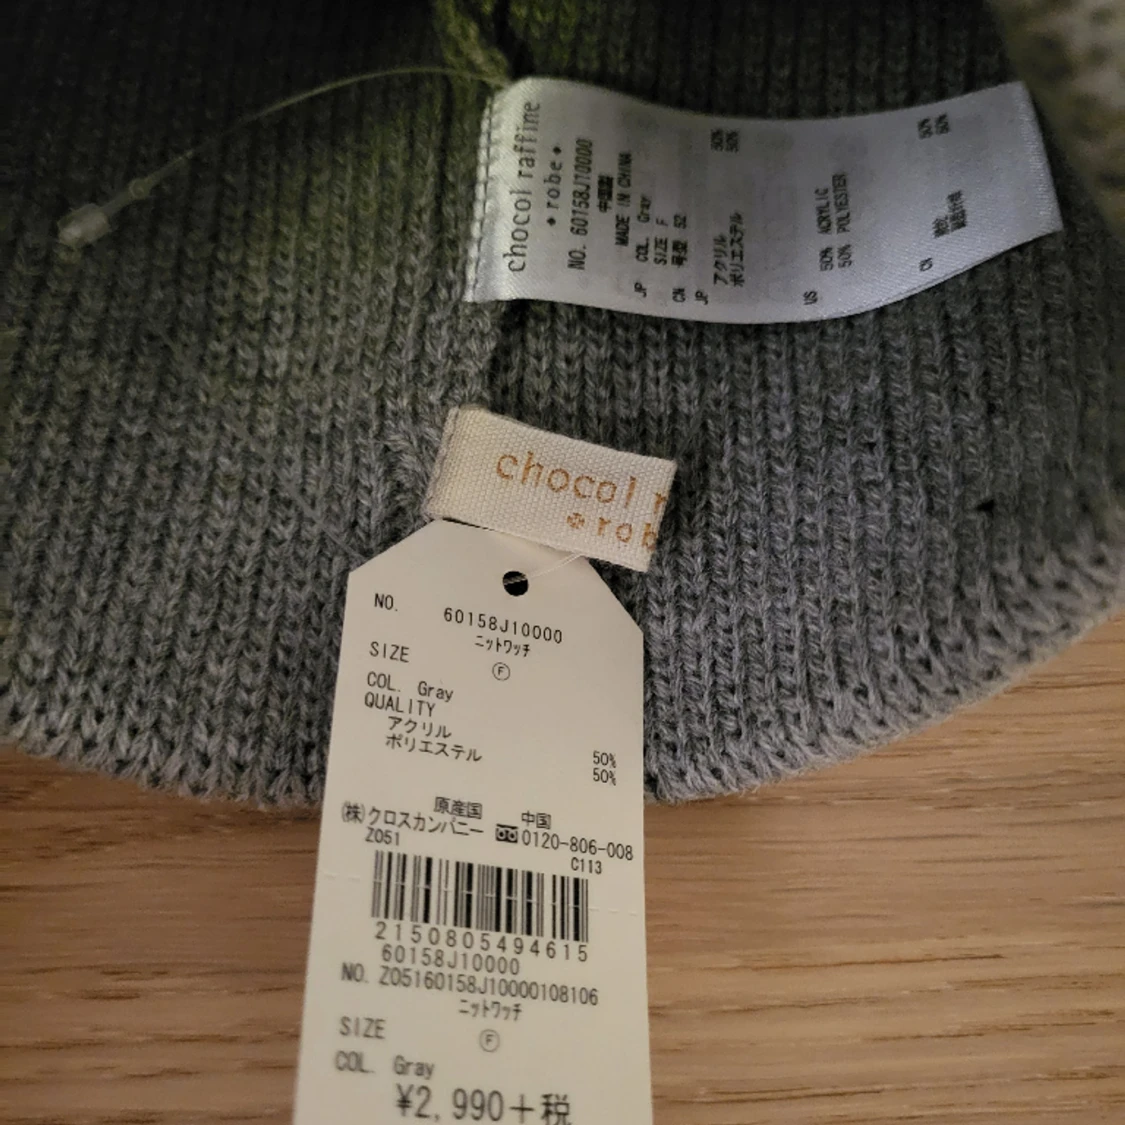 chocol raffine
robe
NO. 60158J10000
中国製
MADE IN CHINA
JP COL. Gray
SIZE F
CN 号型 52
JP アクリル 50%
ポリエステル 50%
US 50% ACRYLIC
50% POLYESTER
CN 50%
50%
chocol r
rob
NO. 60158J10000
ニットワッチ
SIZE Ⓕ
COL. Gray
QUALITY
アクリル 50%
ポリエステル 50%
原産国 中国
(株)クロスカンパニー 0120-806-008
Z051 C113
2150805494615
60158J10000
NO. Z05160158J10000108106
ニットワッチ
SIZE Ⓕ
COL. Gray
¥2,990+税